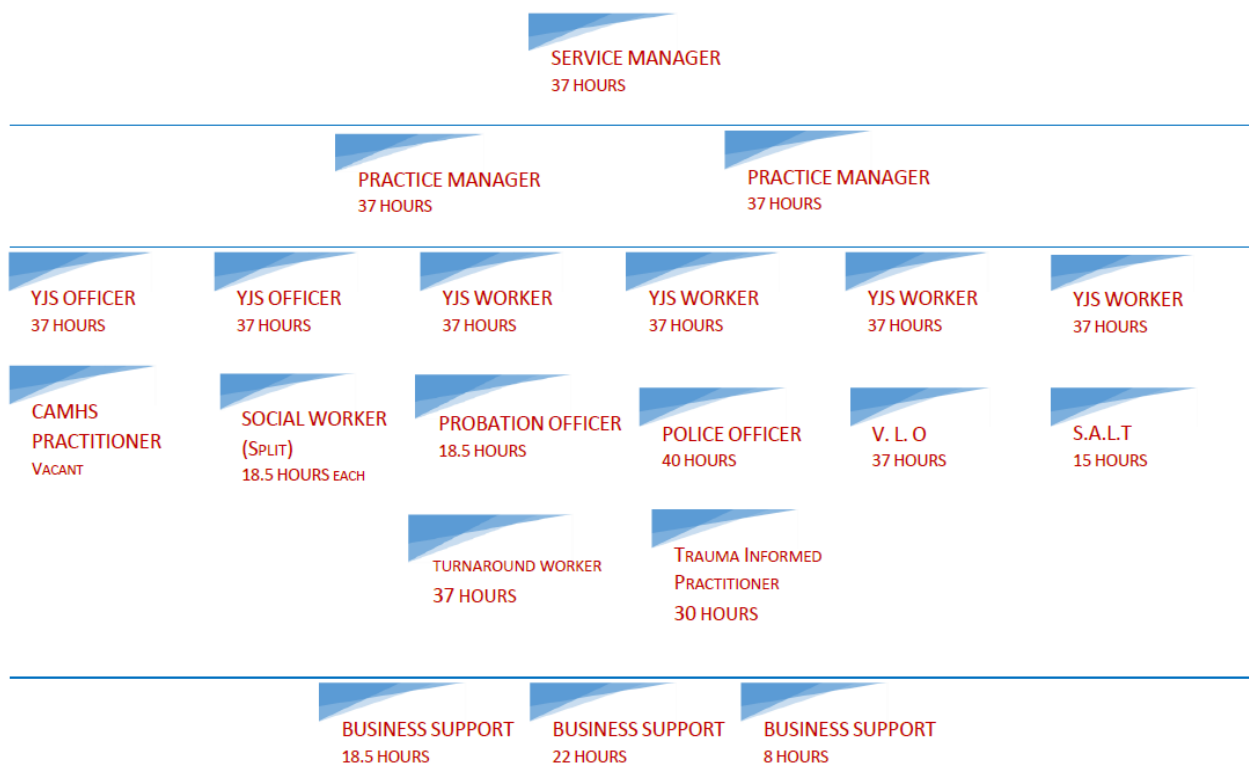 SERVICE MANAGER
37 HOURS
PRACTICE MANAGER
37 HOURS
PRACTICE MANAGER
37 HOURS
YJS OFFICER
37 HOURS
YJS OFFICER
37 HOURS
YJS WORKER
37 HOURS
YJS WORKER
37 HOURS
YJS WORKER
37 HOURS
YJS WORKER
37 HOURS
CAMHS
PRACTITIONER
VACANT
SOCIAL WORKER
(SPLIT)
18.5 HOURS EACH
PROBATION OFFICER
18.5 HOURS
POLICE OFFICER
40 HOURS
V. L. O
37 HOURS
S.A.L.T
15 HOURS
TURNAROUND WORKER
37 HOURS
TRAUMA INFORMED
PRACTITIONER
30 HOURS
BUSINESS SUPPORT
18.5 HOURS
BUSINESS SUPPORT
22 HOURS
BUSINESS SUPPORT
8 HOURS